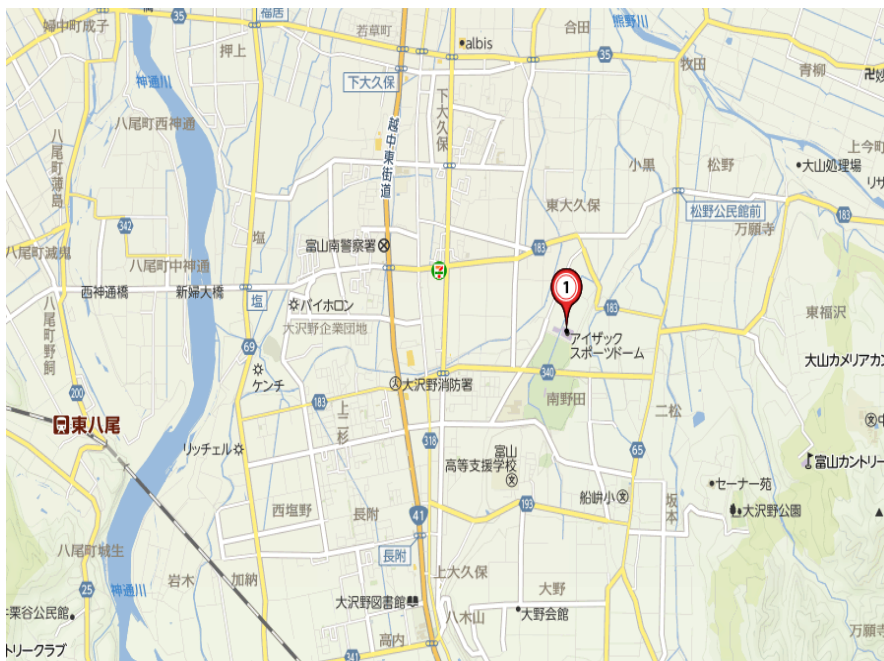 婦中町成子
35
福居
押上
若草町
albis
合田
熊野川
35
牧田
青柳
神通川
下大久保
下大久保
越中東街道
八尾町西神通
八尾町薄島
342
八尾町減鬼
八尾町中神通
塩
富山南警察署
東大久保
小黒
松野
上今町
大山処理場
リサ
松野公民館前
183
万願寺
183
西神通橋
新婦大橋
塩
パイホロン
大沢野企業団地
1
183
アイザック
スポーツドーム
東福沢
大山カメリアカン
69
ケンチ
八尾町野飼
200
東八尾
183
大沢野消防署
340
南野田
二松
上二杉
318
リッチェル
富山
高等支援学校
65
富山カントリー
中
船峅小
セーナー苑
大沢野公園
坂本
193
西塩野
長附
41
長附
八尾町城生
25
神通川
岩木
加納
上大久保
大野
大沢野図書館
大野会館
八木山
栗谷公民館
トリークラブ
高内
341
万願寺